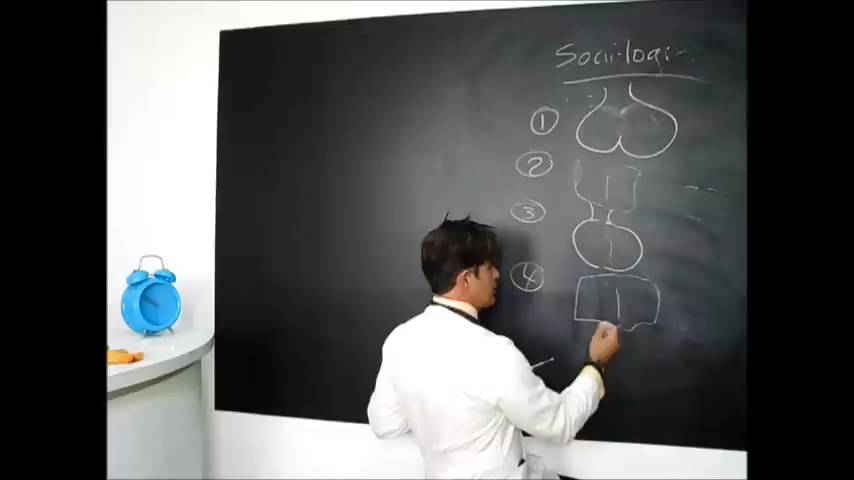 Socii-logi
①
②
③
④